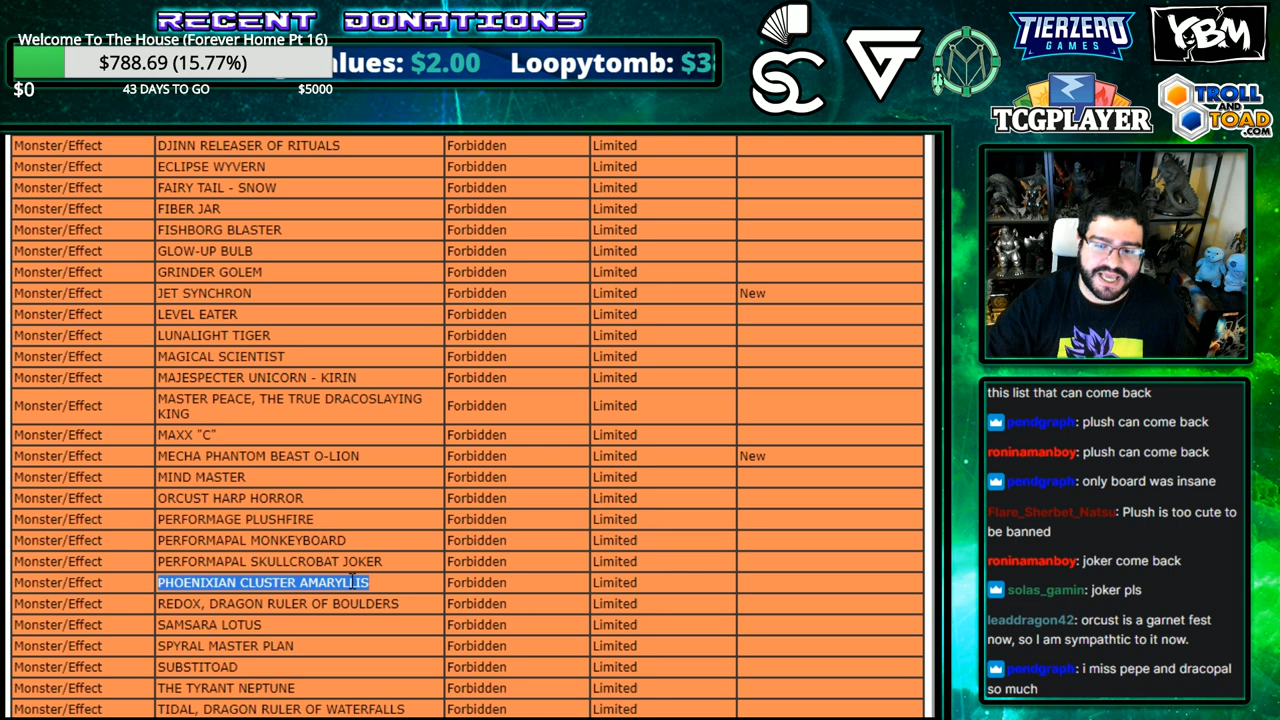 RECENT DONATIONS
Welcome To The House (Forever Home Pt 16)
$788.69 (15.77%)
lues: $2.00 Loopytomb: $3
$0 43 DAYS TO GO $5000
SC
TIERZERO
GAMES
YBM
TCGPLAYER
TROLL
AND
TOAD
.COM
Monster/Effect DJINN RELEASER OF RITUALS Forbidden Limited
Monster/Effect ECLIPSE WYVERN Forbidden Limited
Monster/Effect FAIRY TAIL - SNOW Forbidden Limited
Monster/Effect FIBER JAR Forbidden Limited
Monster/Effect FISHBORG BLASTER Forbidden Limited
Monster/Effect GLOW-UP BULB Forbidden Limited
Monster/Effect GRINDER GOLEM Forbidden Limited
Monster/Effect JET SYNCHRON Forbidden Limited New
Monster/Effect LEVEL EATER Forbidden Limited
Monster/Effect LUNALIGHT TIGER Forbidden Limited
Monster/Effect MAGICAL SCIENTIST Forbidden Limited
Monster/Effect MAJESPECTER UNICORN - KIRIN Forbidden Limited
Monster/Effect MASTER PEACE, THE TRUE DRACOSLAYING Forbidden Limited
KING
Monster/Effect MAXX "C" Forbidden Limited
Monster/Effect MECHA PHANTOM BEAST O-LION Forbidden Limited New
Monster/Effect MIND MASTER Forbidden Limited
Monster/Effect ORCUST HARP HORROR Forbidden Limited
Monster/Effect PERFORMAGE PLUSHFIRE Forbidden Limited
Monster/Effect PERFORMAPAL MONKEYBOARD Forbidden Limited
Monster/Effect PERFORMAPAL SKULLCROBAT JOKER Forbidden Limited
Monster/Effect PHOENIXIAN CLUSTER AMARYLLIS Forbidden Limited
Monster/Effect REDOX, DRAGON RULER OF BOULDERS Forbidden Limited
Monster/Effect SAMSARA LOTUS Forbidden Limited
Monster/Effect SPYRAL MASTER PLAN Forbidden Limited
Monster/Effect SUBSTITOAD Forbidden Limited
Monster/Effect THE TYRANT NEPTUNE Forbidden Limited
Monster/Effect TIDAL, DRAGON RULER OF WATERFALLS Forbidden Limited
this list that can come back
pendgraph: plush can come back
roninamanboy: plush can come back
pendgraph: only board was insane
Flare_Sherbet_Natsu: Plush is too cute to
be banned
roninamanboy: joker come back
solas_gamin: joker pls
leaddragon42: orcust is a garnet fest
now, so I am sympathtic to it now.
pendgraph: i miss pepe and dracopal
so much